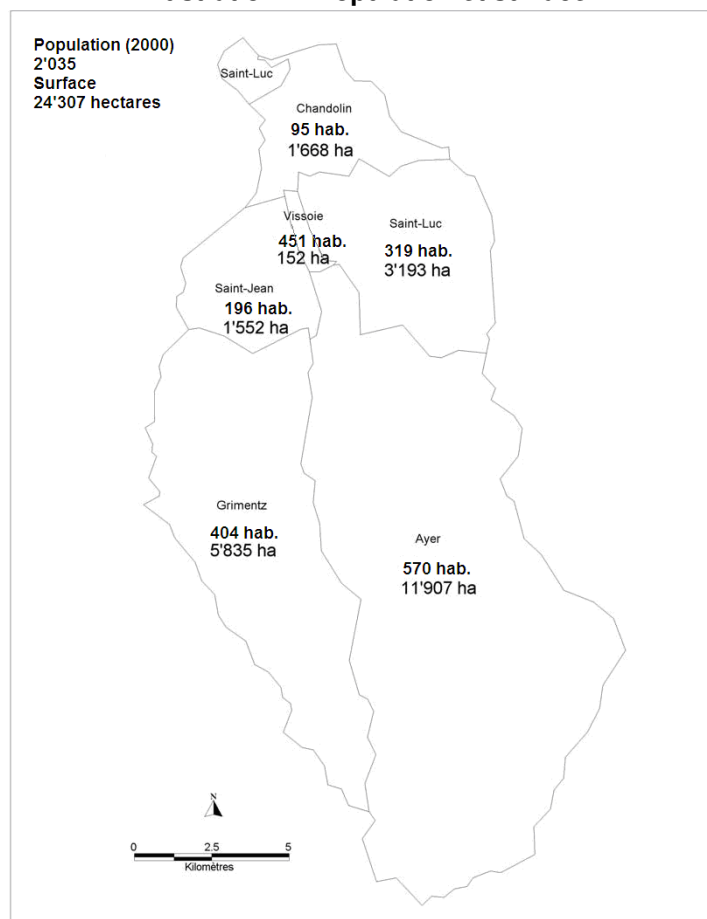 Population (2000)
2'035
Surface
24'307 hectares
Saint-Luc
Chandolin
95 hab.
1'668 ha
Vissoie
451 hab.
152 ha
Saint-Luc
319 hab.
3'193 ha
Saint-Jean
196 hab.
1'552 ha
Grimentz
404 hab.
5'835 ha
Ayer
570 hab.
11'907 ha
N
0 2.5 5
Kilomètres